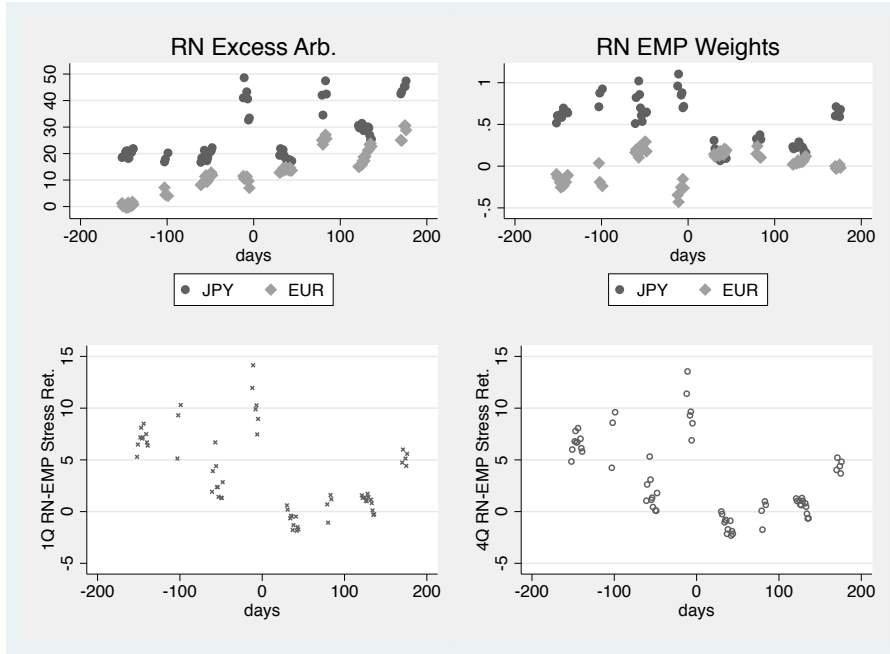 RN Excess Arb.
50
40
30
20
10
0
-200 -100 0 100 200
days
JPY EUR
RN EMP Weights
1
.5
0
-.5
-200 -100 0 100 200
days
JPY EUR
1Q RN-EMP Stress Ret.
15
10
5
0
-5
-200 -100 0 100 200
days
4Q RN-EMP Stress Ret.
15
10
5
0
-5
-200 -100 0 100 200
days